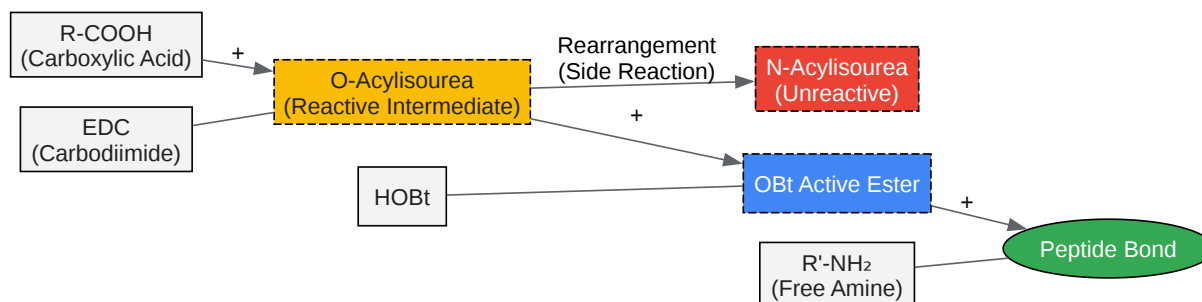 R-COOH
(Carboxylic Acid)
+
EDC
(Carbodiimide)
O-Acylisourea
(Reactive Intermediate)
Rearrangement
(Side Reaction)
N-Acylisourea
(Unreactive)
+
HOBt
OBt Active Ester
+
R'-NH₂
(Free Amine)
Peptide Bond